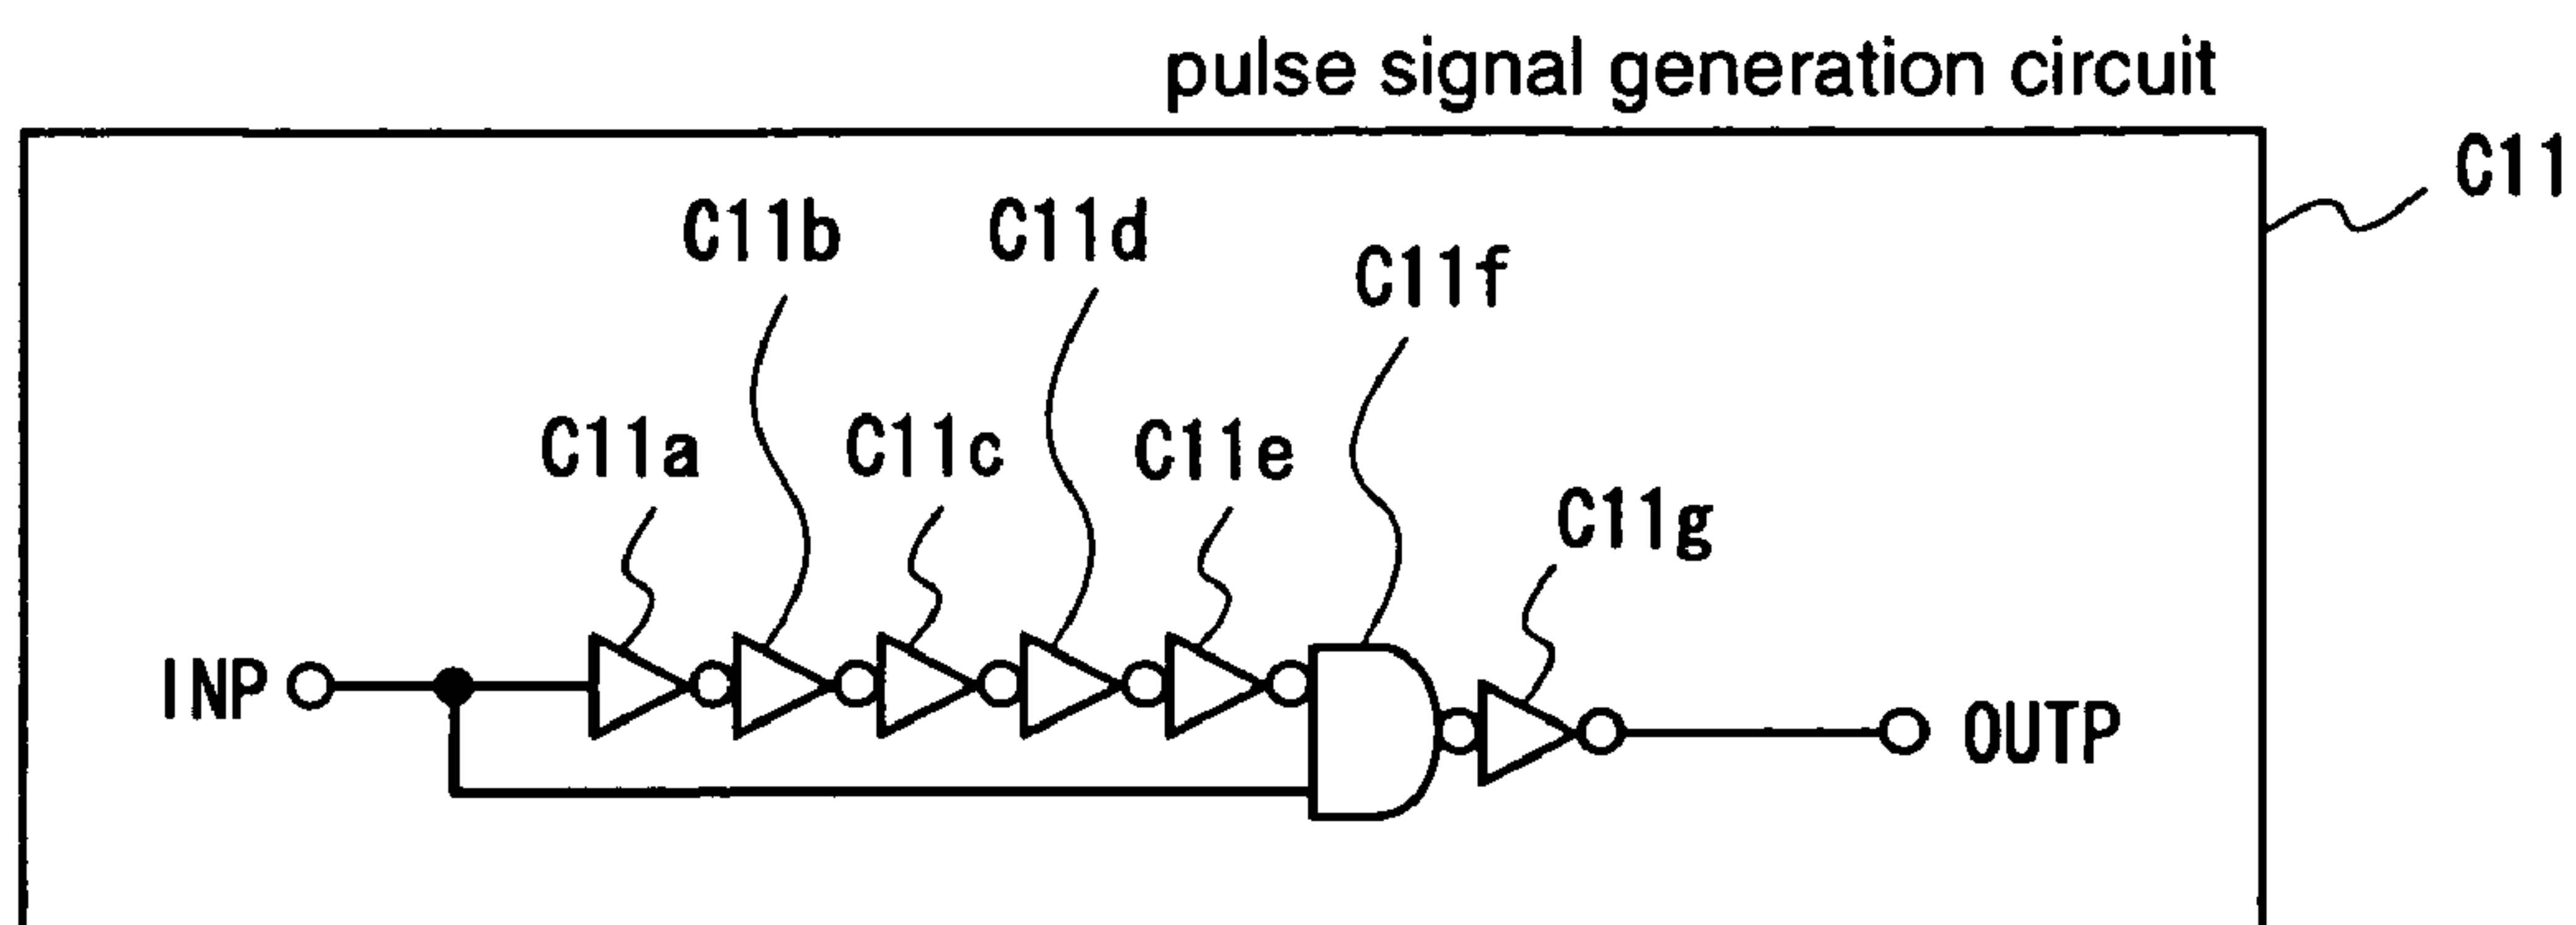 pulse signal generation circuit
C11
C11b
C11d
C11f
C11a
C11c
C11e
C11g
INP
OUTP